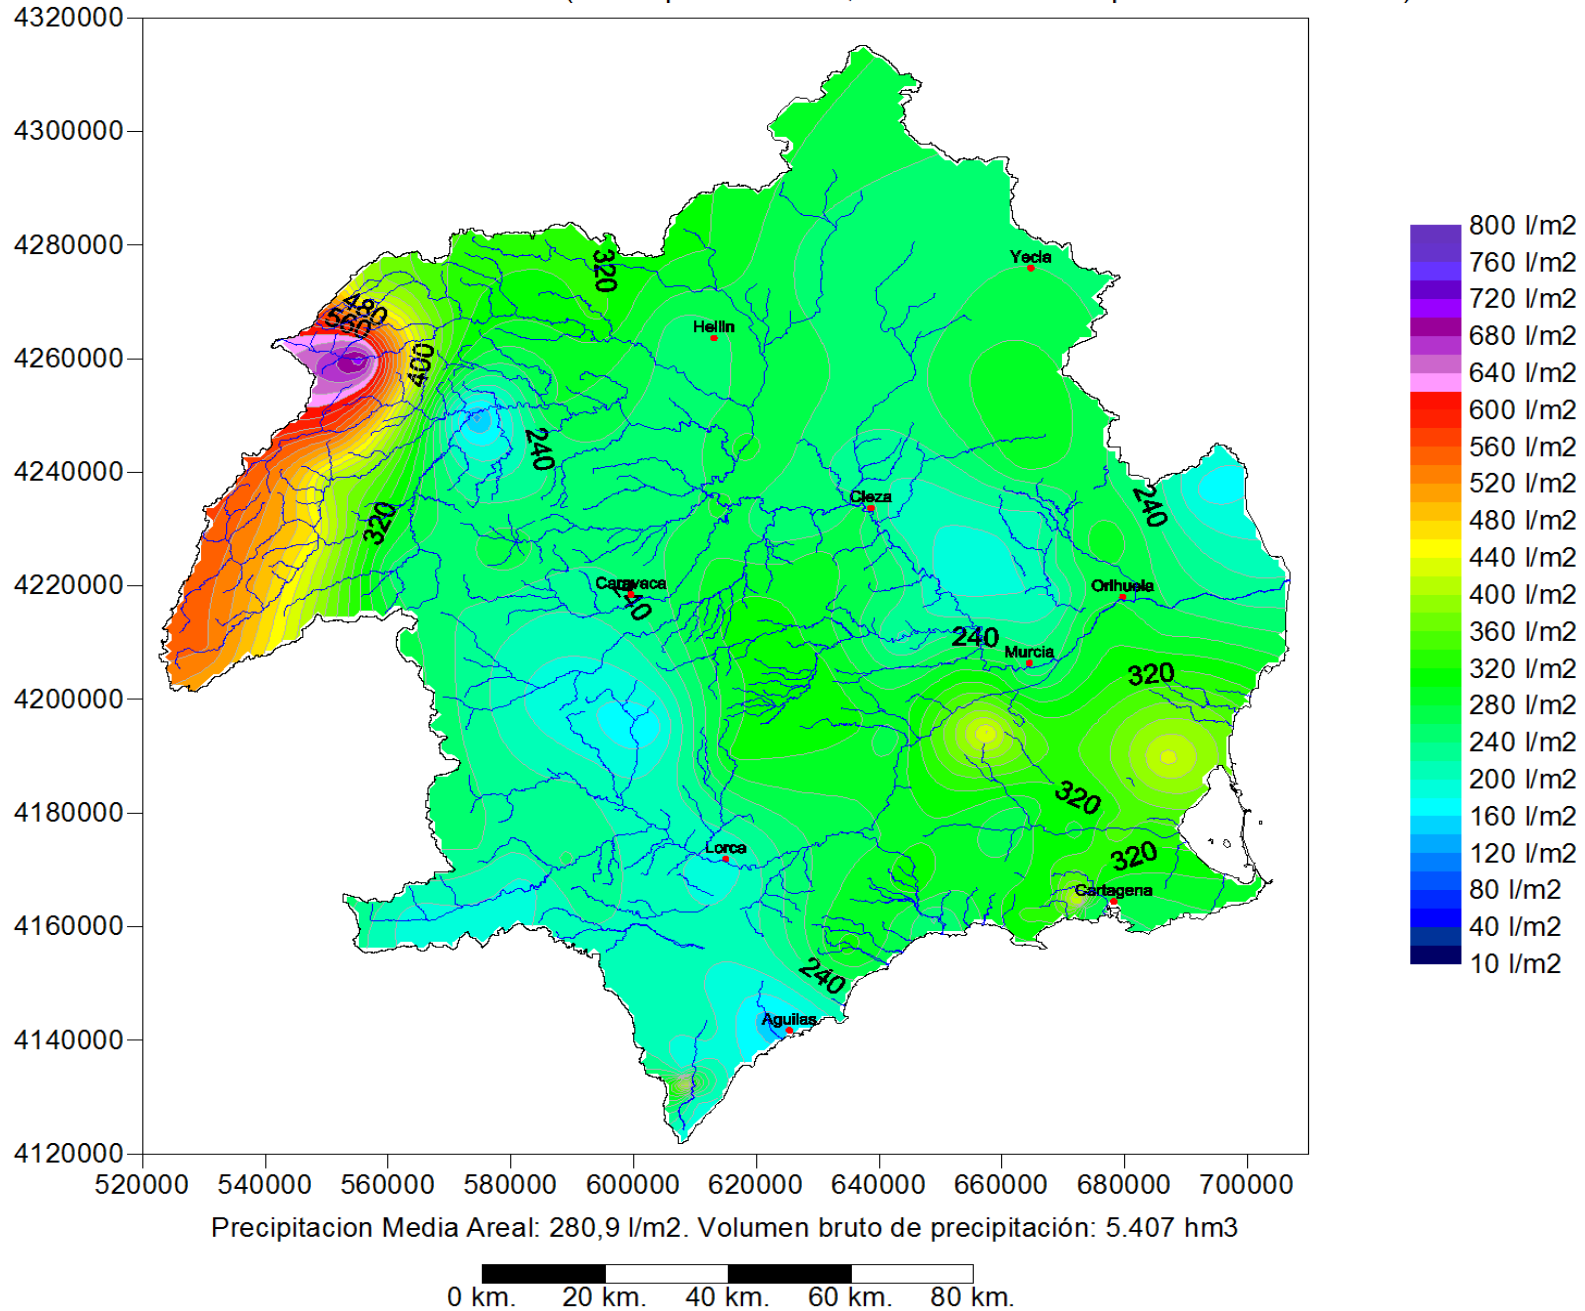 4320000
4300000
4280000
4260000
4240000
4220000
4200000
4180000
4160000
4140000
4120000
520000 540000 560000 580000 600000 620000 640000 660000 680000 700000
320
Yecla
Hellin
480
560
400
240
Cieza
240
320
Caravaca
240
Orihuela
240
Murcia
320
320
Lorca
320
Cartagena
240
Aguilas
800 l/m2
760 l/m2
720 l/m2
680 l/m2
640 l/m2
600 l/m2
560 l/m2
520 l/m2
480 l/m2
440 l/m2
400 l/m2
360 l/m2
320 l/m2
280 l/m2
240 l/m2
200 l/m2
160 l/m2
120 l/m2
80 l/m2
40 l/m2
10 l/m2
Precipitacion Media Areal: 280,9 l/m2. Volumen bruto de precipitación: 5.407 hm3
0 km. 20 km. 40 km. 60 km. 80 km.